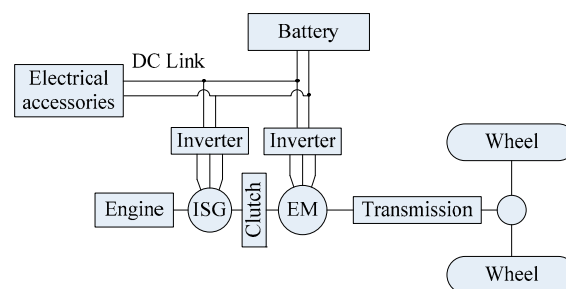 Battery
DC Link
Electrical
accessories
Inverter
Inverter
Wheel
Engine
ISG
Clutch
EM
Transmission
Wheel